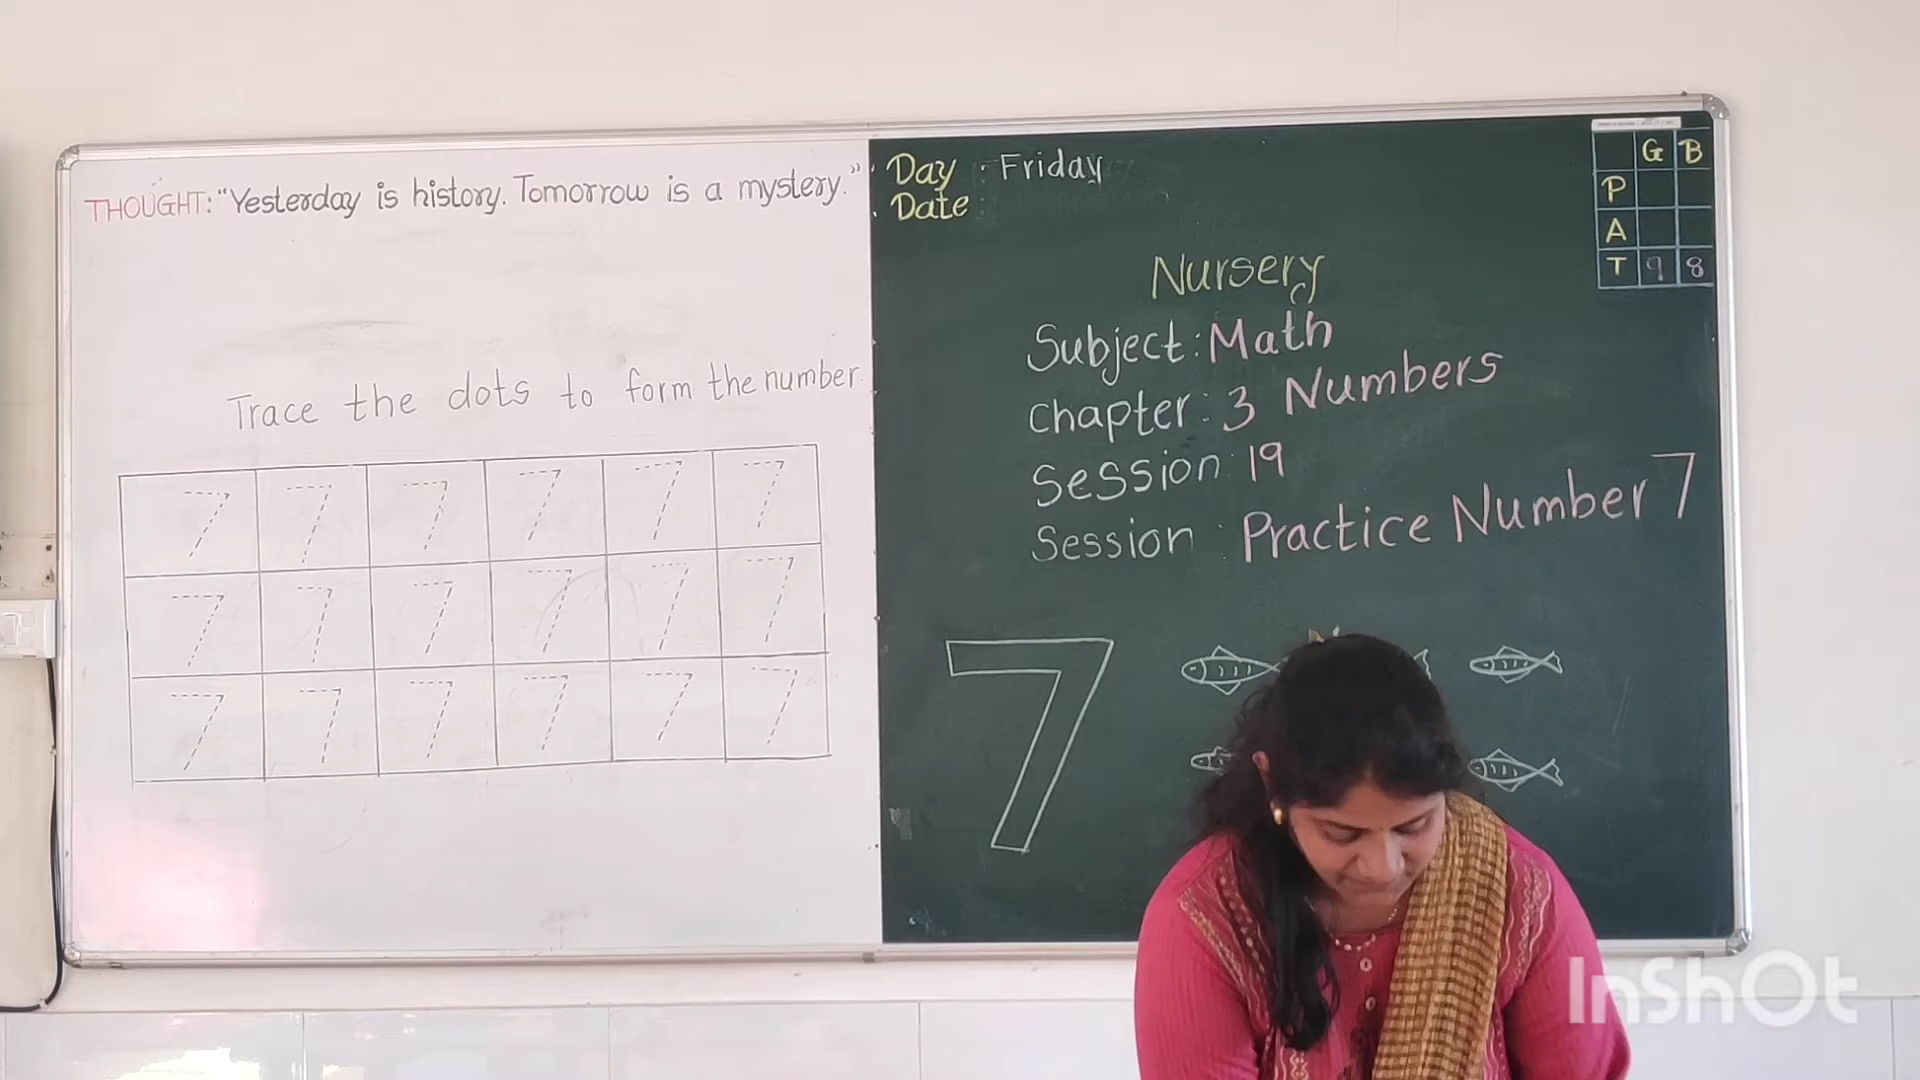 THOUGHT: "Yesterday is history. Tomorrow is a mystery."
Trace the dots to form the number.
7 7 7 7 7 7
7 7 7 7 7 7
7 7 7 7 7 7
Day : Friday
Date :
G B
P
A
T 9 8
Nursery
Subject: Math
Chapter: 3 Numbers
Session: 19
Session : Practice Number 7
7
InShOt